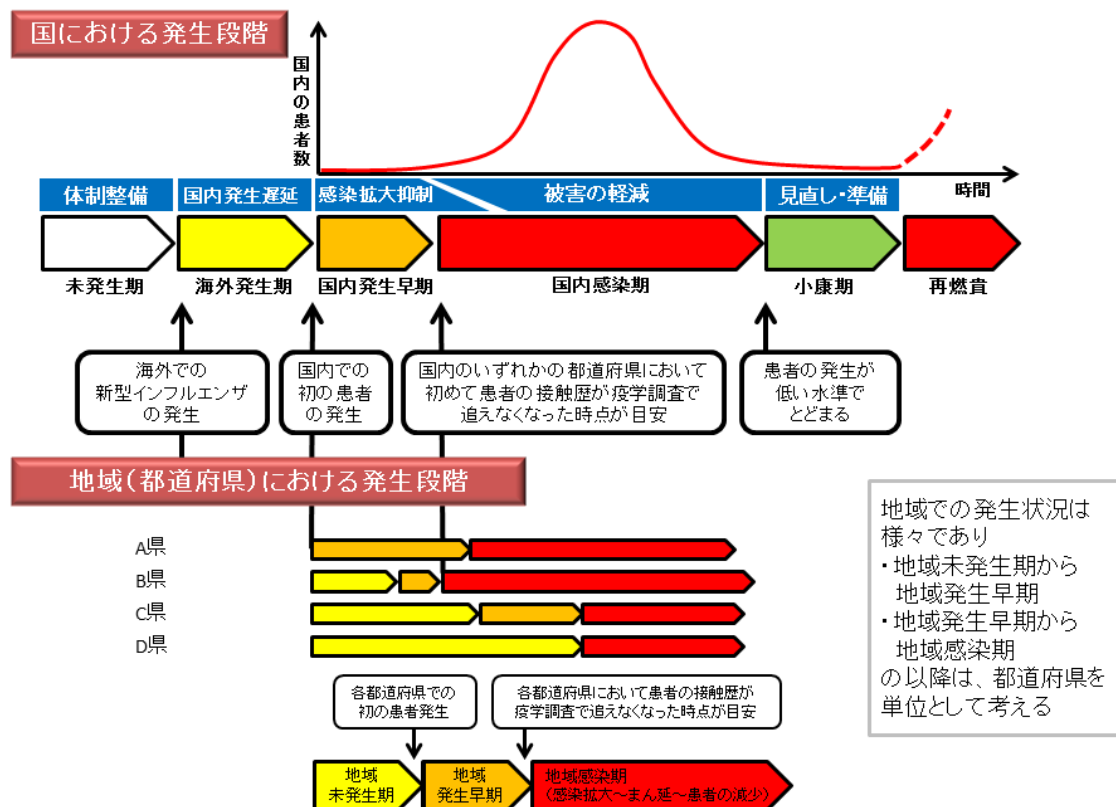 国における発生段階
国内の患者数
時間
体制整備
国内発生遅延
感染拡大抑制
被害の軽減
見直し・準備
未発生期
海外発生期
国内発生早期
国内感染期
小康期
再燃貴
海外での
新型インフルエンザ
の発生
国内での
初の患者
の発生
国内のいずれかの都道府県において
初めて患者の接触歴が疫学調査で
追えなくなった時点が目安
患者の発生が
低い水準で
とどまる
地域(都道府県)における発生段階
A県
B県
C県
D県
地域での発生状況は
様々であり
・地域未発生期から
地域発生早期
・地域発生早期から
地域感染期
の以降は、都道府県を
単位として考える
各都道府県での
初の患者発生
各都道府県において患者の接触歴が
疫学調査で追えなくなった時点が目安
地域
未発生期
地域
発生早期
地域感染期
(感染拡大~まん延~患者の減少)